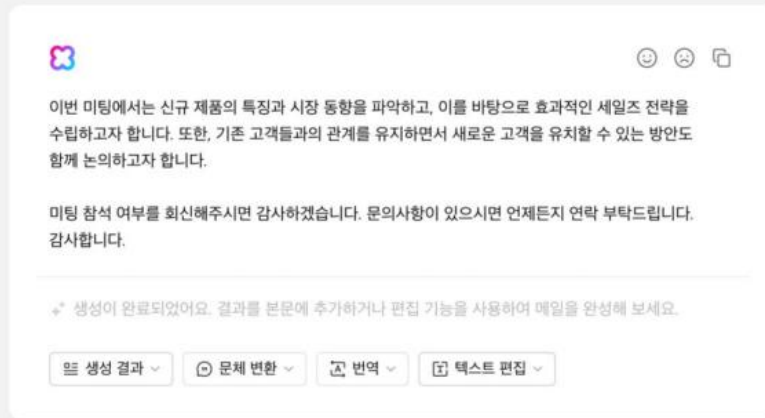 이번 미팅에서는 신규 제품의 특징과 시장 동향을 파악하고, 이를 바탕으로 효과적인 세일즈 전략을
수립하고자 합니다. 또한, 기존 고객들과의 관계를 유지하면서 새로운 고객을 유치할 수 있는 방안도
함께 논의하고자 합니다.
미팅 참석 여부를 회신해주시면 감사하겠습니다. 문의사항이 있으시면 언제든지 연락 부탁드립니다.
감사합니다.
생성이 완료되었어요. 결과를 본문에 추가하거나 편집 기능을 사용하여 메일을 완성해 보세요.
생성 결과 문체 변환 번역 텍스트 편집